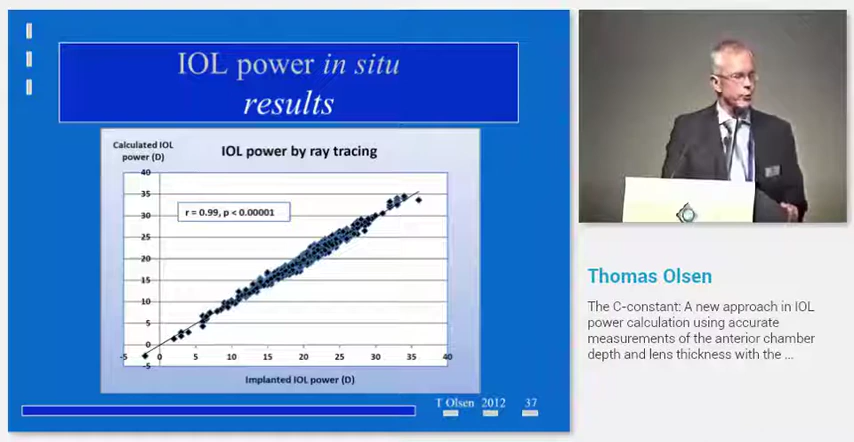 IOL power in situ
results
Calculated IOL
power (D)
IOL power by ray tracing
r = 0.99, p < 0.00001
40
35
30
25
20
15
10
5
0
-5
-5 0 5 10 15 20 25 30 35 40
Implanted IOL power (D)
T Olsen 2012 37
Thomas Olsen
The C-constant: A new approach in IOL
power calculation using accurate
measurements of the anterior chamber
depth and lens thickness with the ...